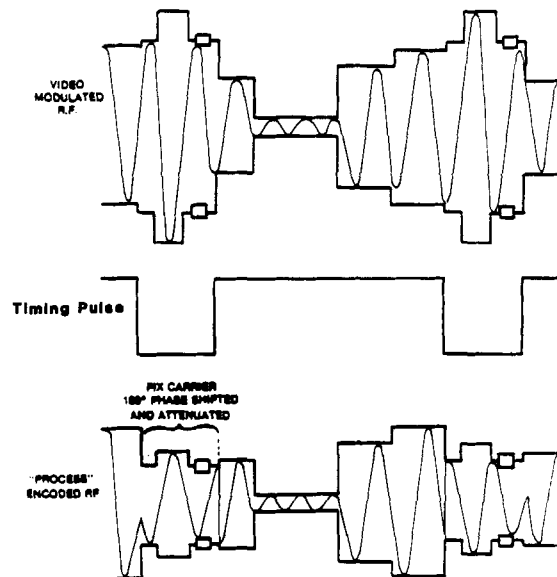 VIDEO
MODULATED
R.F.
Timing Pulse
PIX CARRIER
180° PHASE SHIFTED
AND ATTENUATED
"PROCESS"
ENCODED RF